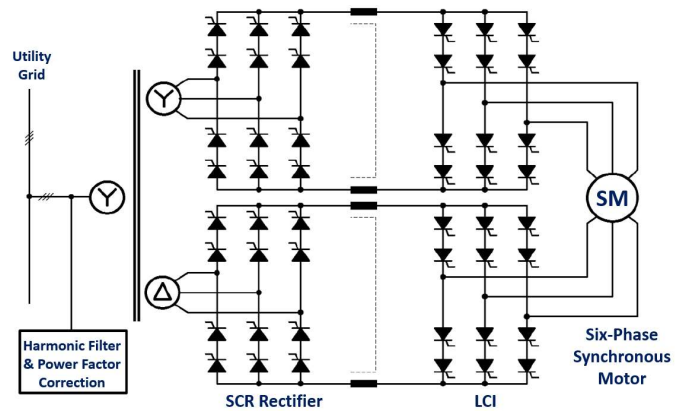 Utility
Grid
Y
Y
SM
Δ
Harmonic Filter
& Power Factor
Correction
SCR Rectifier
LCI
Six-Phase
Synchronous
Motor